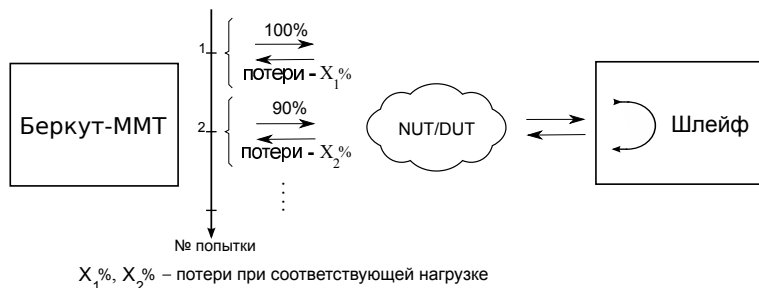 100%
1
потери - X₁%
90%
Беркут-ММТ
2
потери - X₂%
NUT/DUT
Шлейф
№ попытки
X₁%, X₂% – потери при соответствующей нагрузке